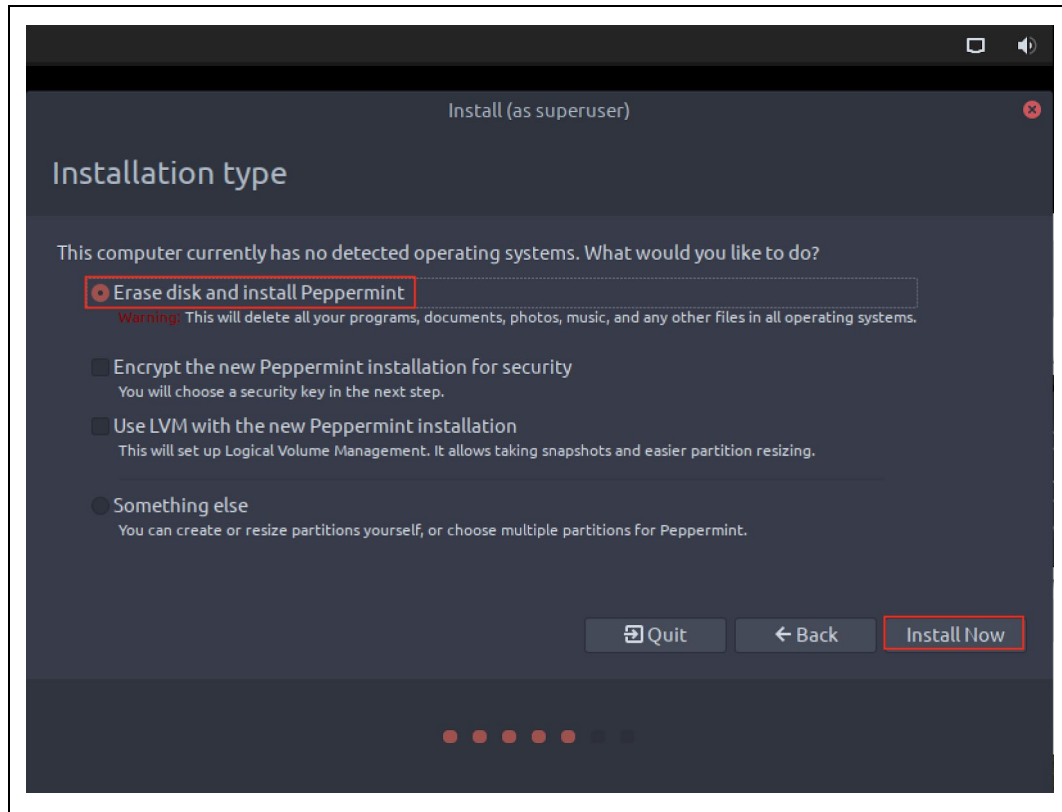 Install (as superuser)
Installation type
This computer currently has no detected operating systems. What would you like to do?
Erase disk and install Peppermint
Warning: This will delete all your programs, documents, photos, music, and any other files in all operating systems.
Encrypt the new Peppermint installation for security
You will choose a security key in the next step.
Use LVM with the new Peppermint installation
This will set up Logical Volume Management. It allows taking snapshots and easier partition resizing.
Something else
You can create or resize partitions yourself, or choose multiple partitions for Peppermint.
Quit Back Install Now